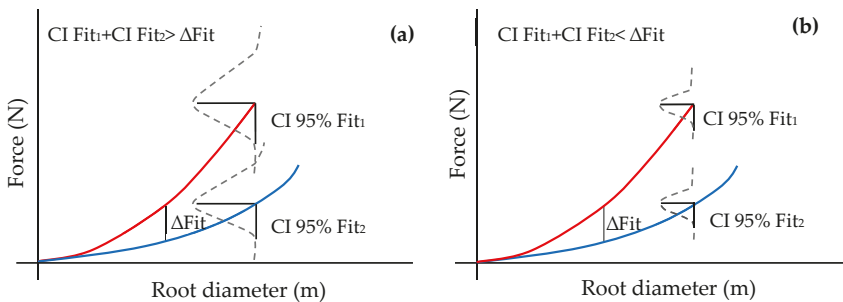 CI Fit₁+CI Fit₂> ΔFit
(a)
Force (N)
CI 95% Fit₁
ΔFit
CI 95% Fit₂
Root diameter (m)
CI Fit₁+CI Fit₂< ΔFit
(b)
Force (N)
CI 95% Fit₁
ΔFit
CI 95% Fit₂
Root diameter (m)